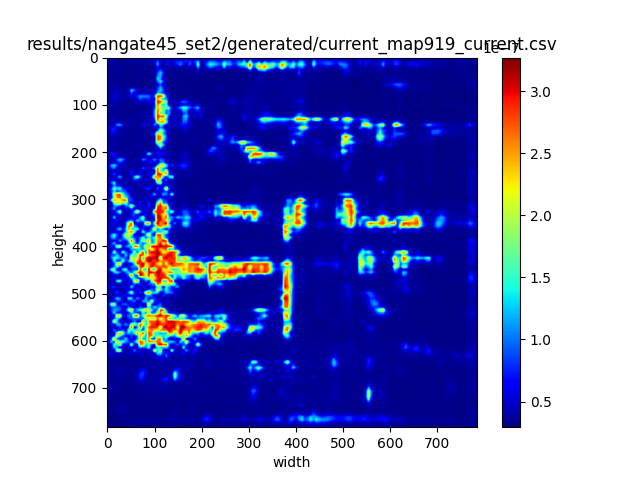 results/nangate45_set2/generated/current_map919_current.csv
1e−7
0
100
200
300
400
500
600
700
height
0 100 200 300 400 500 600 700
width
3.0
2.5
2.0
1.5
1.0
0.5